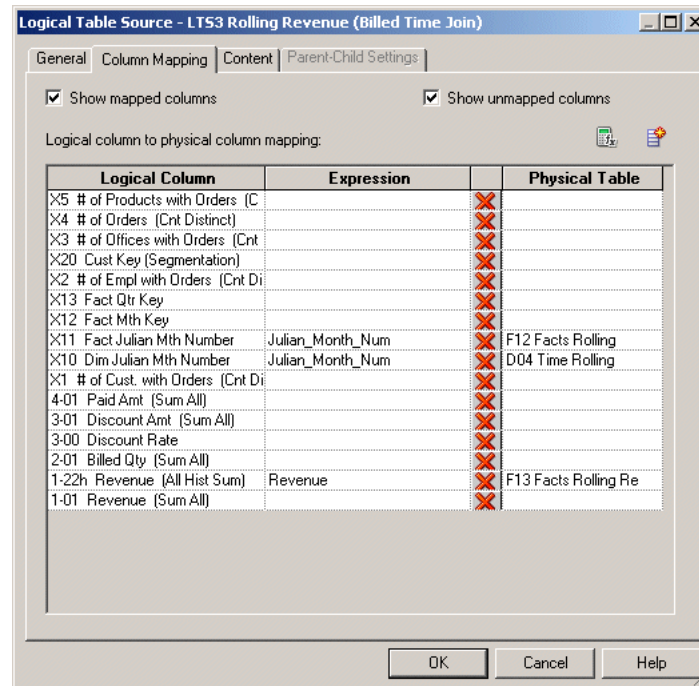 Logical Table Source - LTS3 Rolling Revenue (Billed Time Join)
General Column Mapping Content Parent-Child Settings
Show mapped columns Show unmapped columns
Logical column to physical column mapping:
Logical Column Expression Physical Table
X5 # of Products with Orders (C
X4 # of Orders (Cnt Distinct)
X3 # of Offices with Orders (Cnt
X20 Cust Key (Segmentation)
X2 # of Empl with Orders (Cnt Di
X13 Fact Qtr Key
X12 Fact Mth Key
X11 Fact Julian Mth Number Julian_Month_Num F12 Facts Rolling
X10 Dim Julian Mth Number Julian_Month_Num D04 Time Rolling
X1 # of Cust. with Orders (Cnt Di
4-01 Paid Amt (Sum All)
3-01 Discount Amt (Sum All)
3-00 Discount Rate
2-01 Billed Qty (Sum All)
1-22h Revenue (All Hist Sum) Revenue F13 Facts Rolling Re
1-01 Revenue (Sum All)
OK Cancel Help